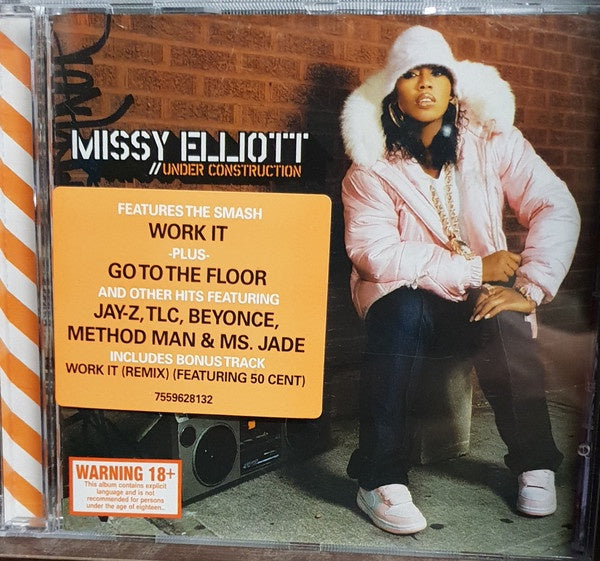 MISSY ELLIOTT
//UNDER CONSTRUCTION
FEATURES THE SMASH
WORK IT
-PLUS-
GO TO THE FLOOR
AND OTHER HITS FEATURING
JAY-Z, TLC, BEYONCE,
METHOD MAN & MS. JADE
INCLUDES BONUS TRACK
WORK IT (REMIX) (FEATURING 50 CENT)
7559628132
WARNING 18+
This album contains explicit
language and is not
recommended for persons
under the age of eighteen..